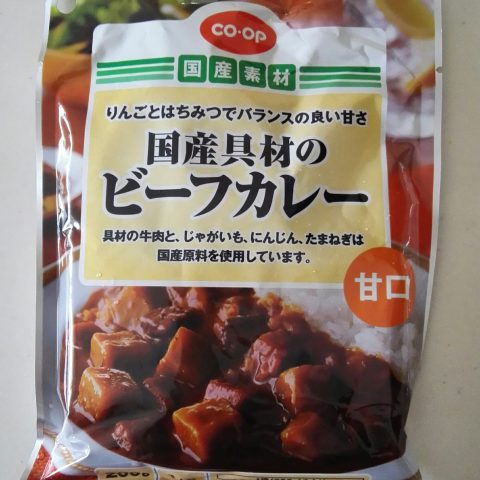 CO·OP
国産素材
りんごとはちみつでバランスの良い甘さ
国産具材の
ビーフカレー
具材の牛肉と、じゃがいも、にんじん、たまねぎは
国産原料を使用しています。
甘口
200g